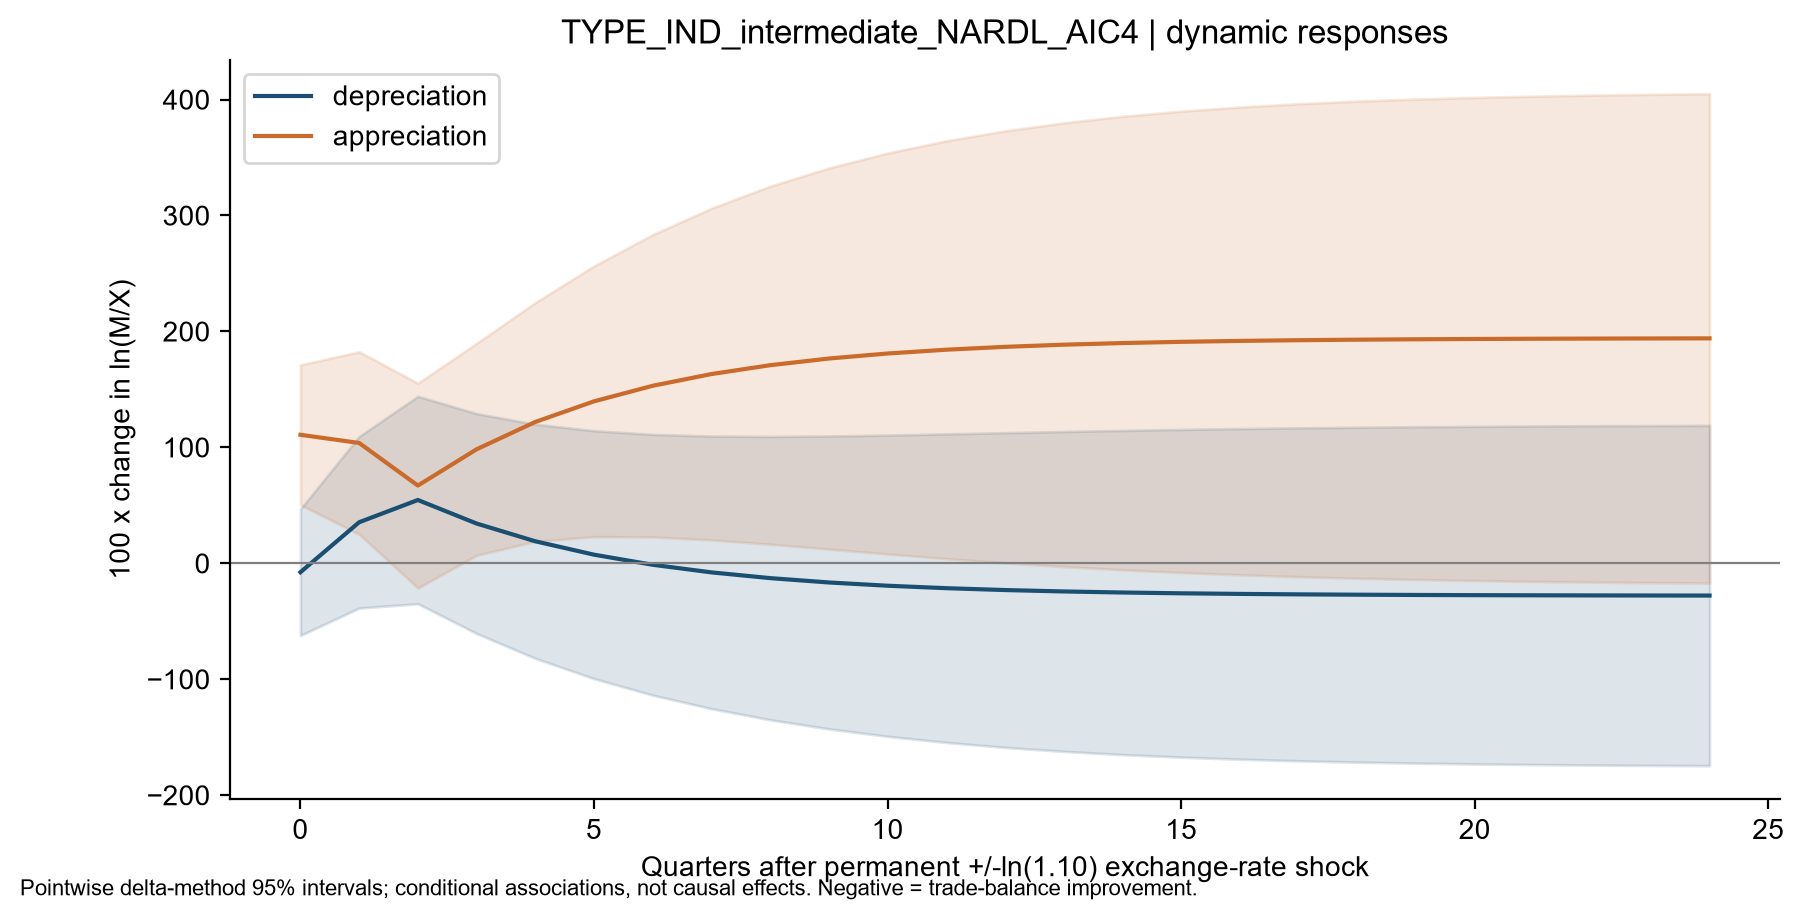 TYPE_IND_intermediate_NARDL_AIC4 | dynamic responses
depreciation
appreciation
100 x change in ln(M/X)
400
300
200
100
0
−100
−200
0
5
10
15
20
25
Quarters after permanent +/-ln(1.10) exchange-rate shock
Pointwise delta-method 95% intervals; conditional associations, not causal effects. Negative = trade-balance improvement.